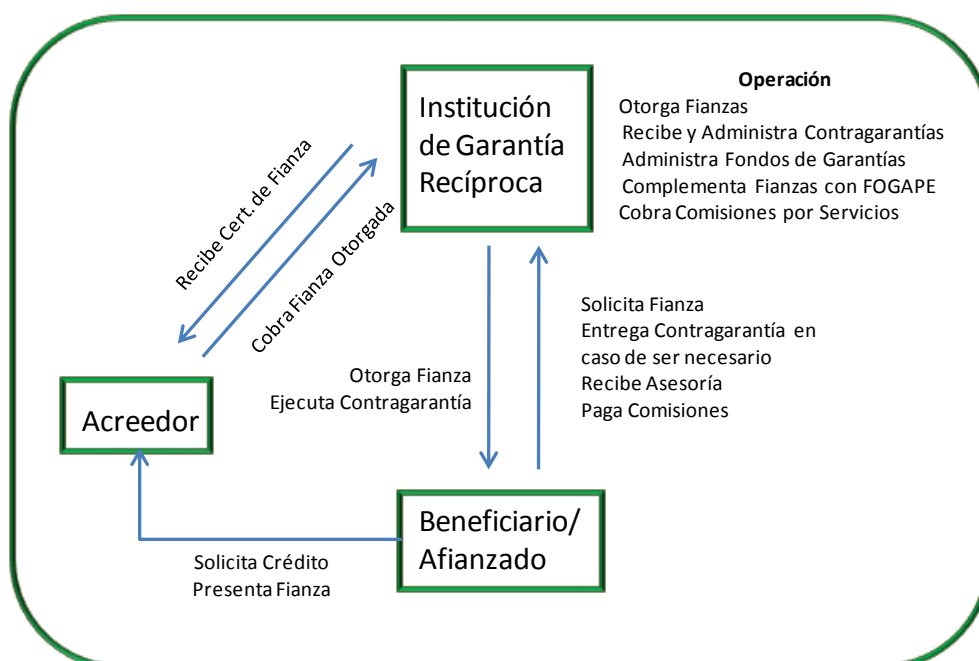 Institución
de Garantía
Recíproca
Operación
Otorga Fianzas
Recibe y Administra Contragarantías
Administra Fondos de Garantías
Complementa Fianzas con FOGAPE
Cobra Comisiones por Servicios
Recibe Cert. de Fianza
Cobra Fianza Otorgada
Solicita Fianza
Entrega Contragarantía en
caso de ser necesario
Recibe Asesoría
Paga Comisiones
Otorga Fianza
Ejecuta Contragarantía
Acreedor
Beneficiario/
Afianzado
Solicita Crédito
Presenta Fianza